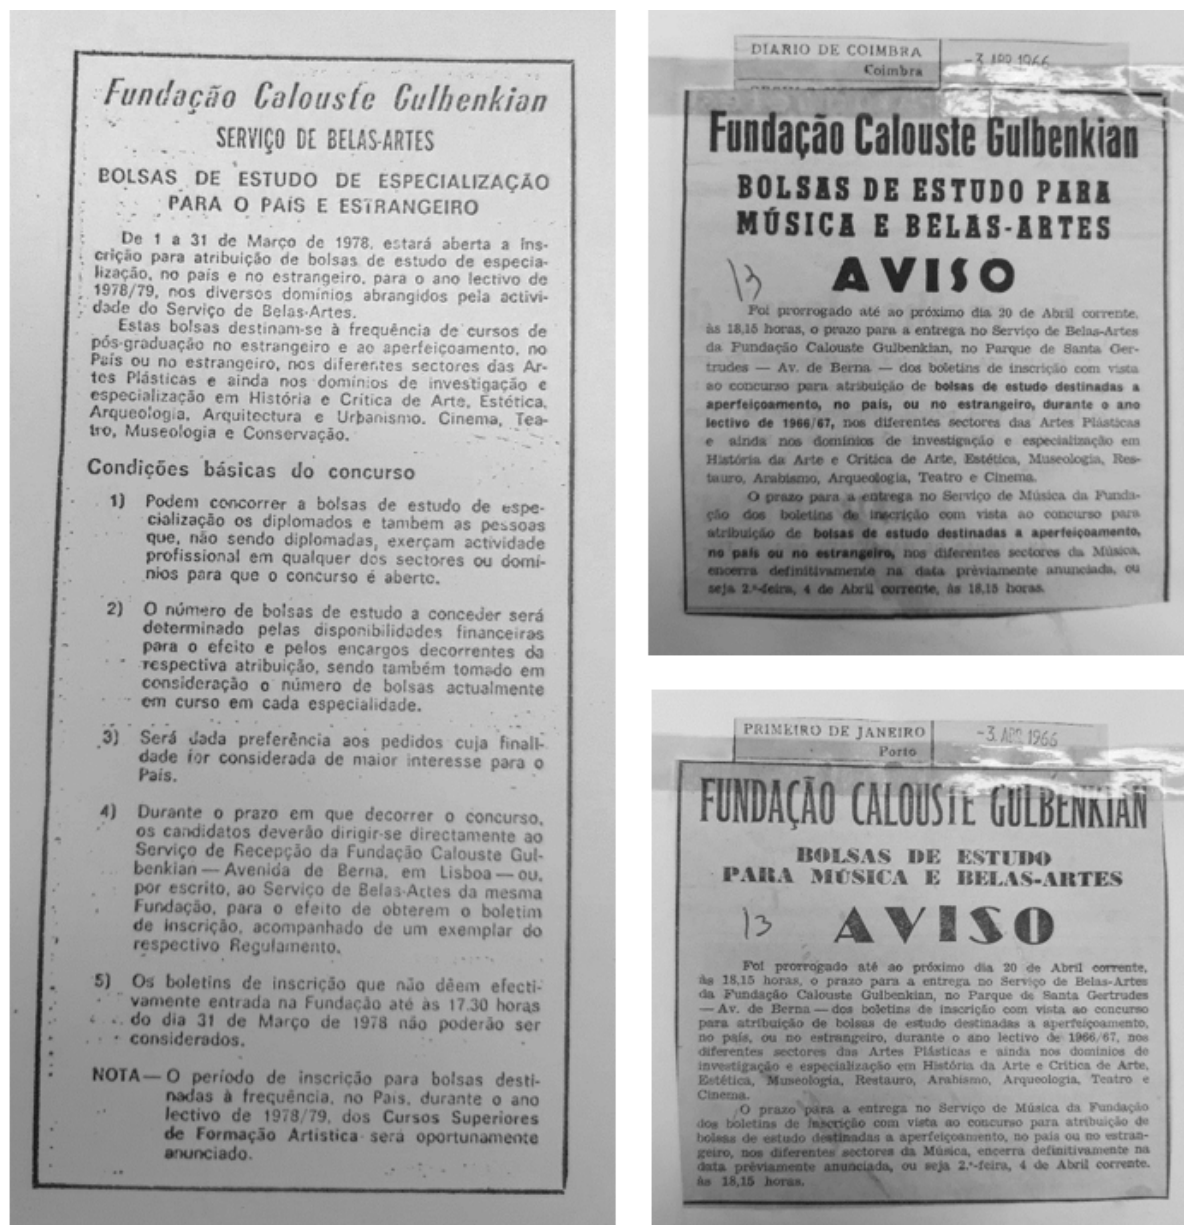 Fundação Calouste Gulbenkian
SERVIÇO DE BELAS-ARTES
BOLSAS DE ESTUDO DE ESPECIALIZAÇÃO
PARA O PAÍS E ESTRANGEIRO
De 1 a 31 de Março de 1978, estará aberta a ins-
crição para atribuição de bolsas de estudo de especia-
lização, no país e no estrangeiro, para o ano lectivo de
1978/79, nos diversos domínios abrangidos pela activi-
dade do Serviço de Belas-Artes.
Estas bolsas destinam-se à frequência de cursos de
pós-graduação no estrangeiro e ao aperfeiçoamento, no
País ou no estrangeiro, nos diferentes sectores das Ar-
tes Plásticas e ainda nos domínios de investigação e
especialização em História e Crítica de Arte, Estética,
Arqueologia, Arquitectura e Urbanismo, Cinema, Tea-
tro, Museologia e Conservação.
Condições básicas do concurso
1) Podem concorrer a bolsas de estudo de espe-
cialização os diplomados e tambem as pessoas
que, não sendo diplomadas, exerçam actividade
profissional em qualquer dos sectores ou domí-
nios para que o concurso é aberto.
2) O número de bolsas de estudo a conceder será
determinado pelas disponibilidades financeiras
para o efeito e pelos encargos decorrentes da
respectiva atribuição, sendo também tomado em
consideração o número de bolsas actualmente
em curso em cada especialidade.
3) Será dada preferência aos pedidos cuja finali-
dade for considerada de maior interesse para o
País.
4) Durante o prazo em que decorrer o concurso,
os candidatos deverão dirigir-se directamente ao
Serviço de Recepção da Fundação Calouste Gul-
benkian — Avenida de Berna, em Lisboa — ou,
por escrito, ao Serviço de Belas-Artes da mesma
Fundação, para o efeito de obterem o boletim
de inscrição, acompanhado de um exemplar do
respectivo Regulamento.
5) Os boletins de inscrição que não dêem efecti-
vamente entrada na Fundação até às 17.30 horas
do dia 31 de Março de 1978 não poderão ser
considerados.
NOTA — O período de inscrição para bolsas desti-
nadas à frequência, no País, durante o ano
lectivo de 1978/79, dos Cursos Superiores
de Formação Artística será oportunamente
anunciado.
DIARIO DE COIMBRA
Coimbra
-3 APR 1966
Fundação Calouste Gulbenkian
BOLSAS DE ESTUDO PARA
MÚSICA E BELAS-ARTES
13 AVISO
Foi prorrogado até ao próximo dia 20 de Abril corrente,
às 18,15 horas, o prazo para a entrega no Serviço de Belas-Artes
da Fundação Calouste Gulbenkian, no Parque de Santa Ger-
trudes — Av. de Berna — dos boletins de inscrição com vista
ao concurso para atribuição de bolsas de estudo destinadas a
aperfeiçoamento, no país, ou no estrangeiro, durante o ano
lectivo de 1966/67, nos diferentes sectores das Artes Plásticas
e ainda nos domínios de investigação e especialização em
História da Arte e Crítica de Arte, Estética, Museologia, Res-
tauro, Arabismo, Arqueologia, Teatro e Cinema.
O prazo para a entrega no Serviço de Música da Funda-
ção dos boletins de inscrição com vista ao concurso para
atribuição de bolsas de estudo destinadas a aperfeiçoamento,
no país ou no estrangeiro, nos diferentes sectores da Música,
encerra definitivamente na data prèviamente anunciada, ou
seja 2.ª-feira, 4 de Abril corrente, às 18,15 horas.
PRIMEIRO DE JANEIRO
Porto
-3. APR 1966
FUNDAÇÃO CALOUSTE GULBENKIAN
BOLSAS DE ESTUDO
PARA MÚSICA E BELAS-ARTES
13 AVISO
Foi prorrogado até ao próximo dia 20 de Abril corrente,
às 18,15 horas, o prazo para a entrega no Serviço de Belas-Artes
da Fundação Calouste Gulbenkian, no Parque de Santa Gertrudes
— Av. de Berna — dos boletins de inscrição com vista ao concurso
para atribuição de bolsas de estudo destinadas a aperfeiçoamento,
no país, ou no estrangeiro, durante o ano lectivo de 1966/67, nos
diferentes sectores das Artes Plásticas e ainda nos domínios de
investigação e especialização em História da Arte e Crítica de Arte,
Estética, Museologia, Restauro, Arabismo, Arqueologia, Teatro e
Cinema.
O prazo para a entrega no Serviço de Música da Fundação
dos boletins de inscrição com vista ao concurso para atribuição de
bolsas de estudo destinadas a aperfeiçoamento, no país ou no estran-
geiro, nos diferentes sectores da Música, encerra definitivamente na
data prèviamente anunciada, ou seja 2.ª-feira, 4 de Abril corrente,
às 18,15 horas.